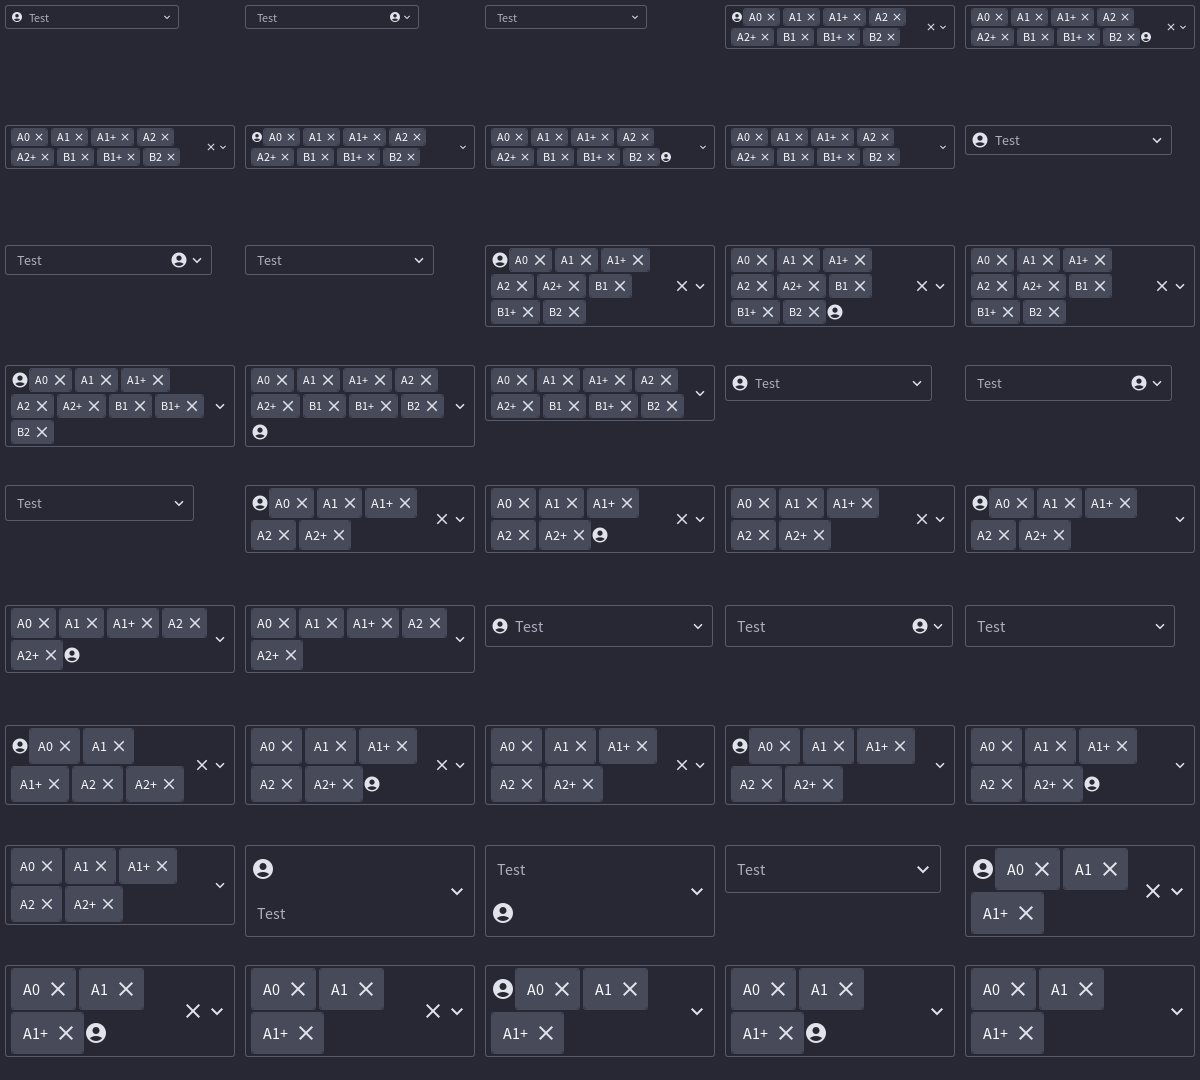 Test Test Test A0 A1 A1+ A2 A0 A1 A1+ A2
A2+ B1 B1+ B2 A2+ B1 B1+ B2
A0 A1 A1+ A2 A0 A1 A1+ A2 A0 A1 A1+ A2 A0 A1 A1+ A2 Test
A2+ B1 B1+ B2 A2+ B1 B1+ B2 A2+ B1 B1+ B2 A2+ B1 B1+ B2
Test Test A0 A1 A1+ A0 A1 A1+ A0 A1 A1+
A2 A2+ B1 A2 A2+ B1 A2 A2+ B1
B1+ B2 B1+ B2 B1+ B2
A0 A1 A1+ A0 A1 A1+ A2 A0 A1 A1+ A2 Test Test
A2 A2+ B1 B1+ A2+ B1 B1+ B2 A2+ B1 B1+ B2
B2
Test A0 A1 A1+ A0 A1 A1+ A0 A1 A1+ A0 A1 A1+
A2 A2+ A2 A2+ A2 A2+ A2 A2+
A0 A1 A1+ A2 A0 A1 A1+ A2 Test Test Test
A2+ A2+
A0 A1 A0 A1 A1+ A0 A1 A1+ A0 A1 A1+ A0 A1 A1+
A1+ A2 A2+ A2 A2+ A2 A2+ A2 A2+ A2 A2+
A0 A1 A1+ Test Test A0 A1
A2 A2+ Test A1+
A0 A1 A0 A1 A0 A1 A0 A1 A0 A1
A1+ A1+ A1+ A1+ A1+